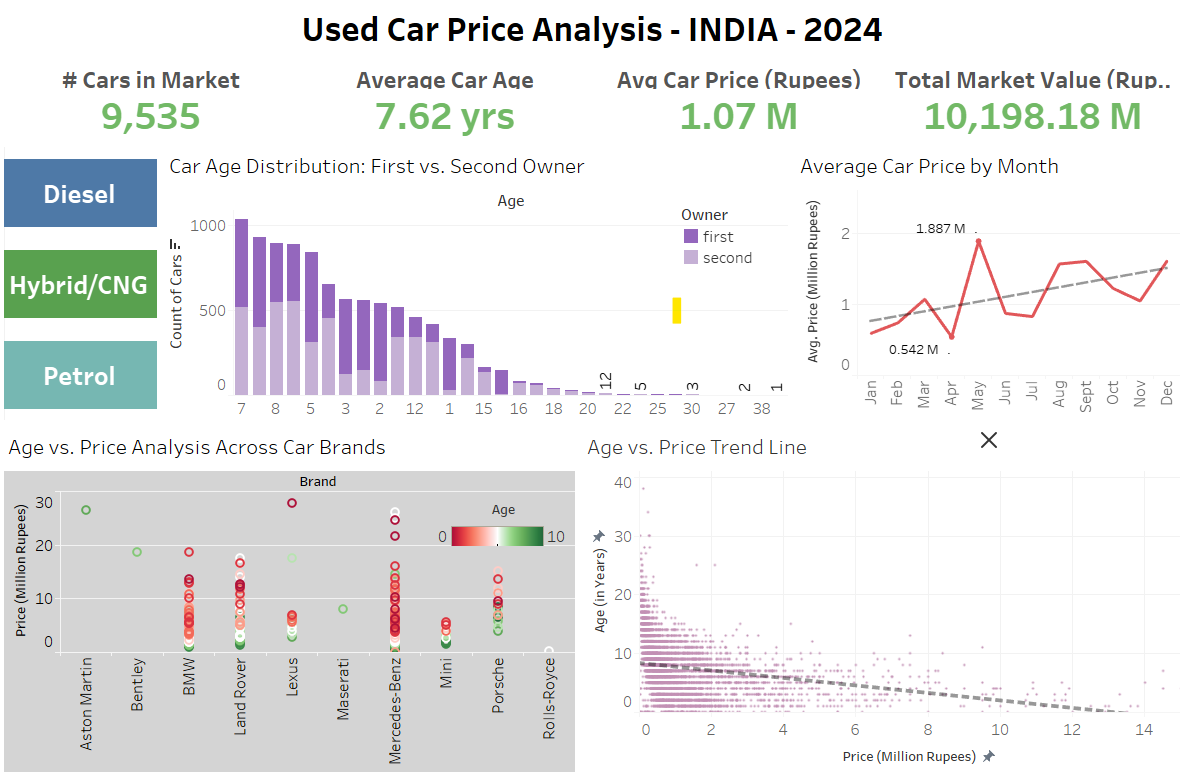 Used Car Price Analysis - INDIA - 2024
# Cars in Market
9,535
Average Car Age
7.62 yrs
Avg Car Price (Rupees)
1.07 M
Total Market Value (Rup..
10,198.18 M
Diesel
Hybrid/CNG
Petrol
Car Age Distribution: First vs. Second Owner
Age
Count of Cars
1000
500
0
Owner
first
second
12
5
3
2
1
7
8
5
3
2
12
1
15
16
18
20
22
25
30
27
38
Average Car Price by Month
Avg. Price (Million Rupees)
2
1
0
1.887 M
0.542 M
Jan
Feb
Mar
Apr
May
Jun
Jul
Aug
Sept
Oct
Nov
Dec
Age vs. Price Analysis Across Car Brands
Brand
Price (Million Rupees)
30
20
10
0
Age
0
10
Aston Martin
Bentley
BMW
Land Rover
Lexus
Maserati
Mercedes-Benz
Mini
Porsche
Rolls-Royce
Age vs. Price Trend Line
Age (in Years)
40
30
20
10
0
0
2
4
6
8
10
12
14
Price (Million Rupees)